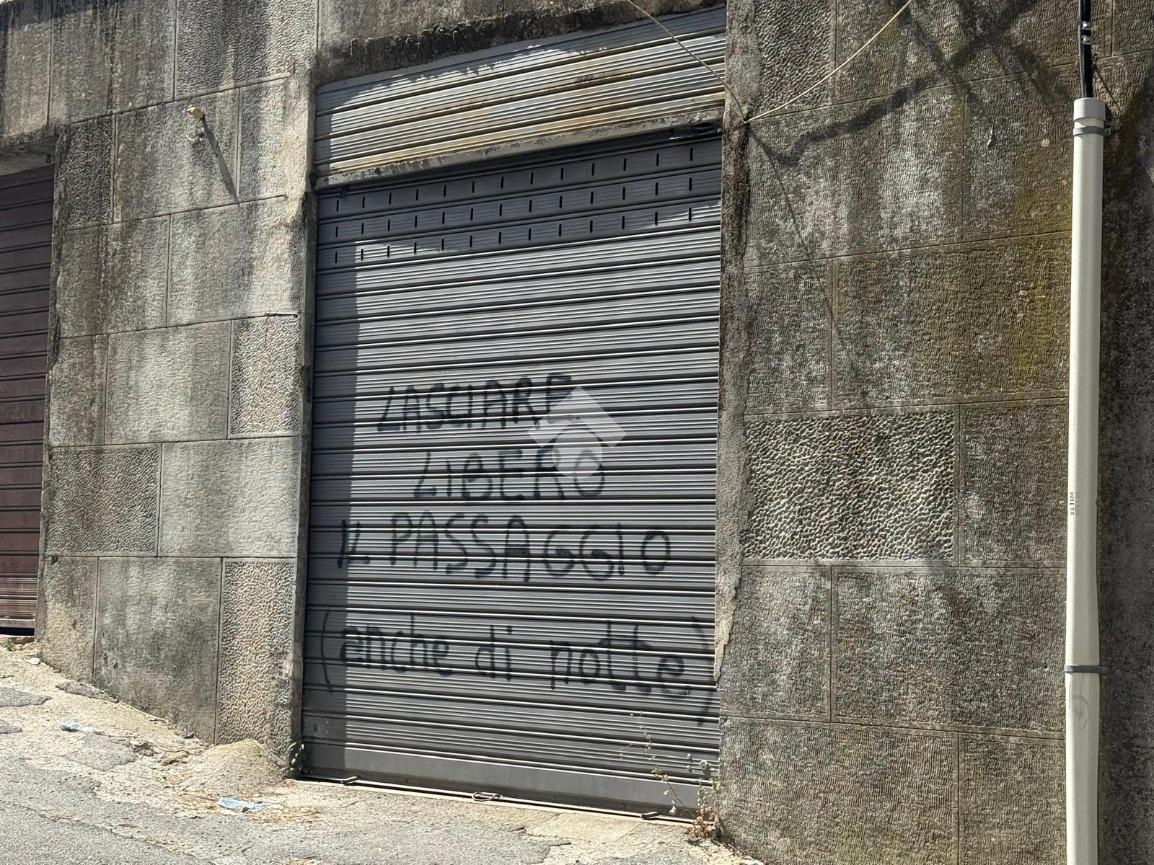 LASCIARE
LIBERO
IL PASSAGGIO
(anche di notte)